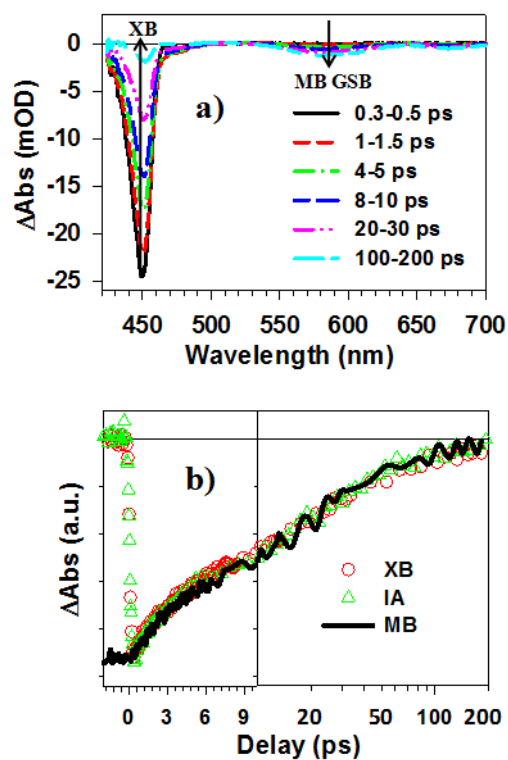 XB
0
-5
-10
-15
-20
-25
ΔAbs (mOD)
a)
MB GSB
0.3-0.5 ps
1-1.5 ps
4-5 ps
8-10 ps
20-30 ps
100-200 ps
450 500 550 600 650 700
Wavelength (nm)
b)
ΔAbs (a.u.)
XB
IA
MB
0 3 6 9 20 50 100 200
Delay (ps)